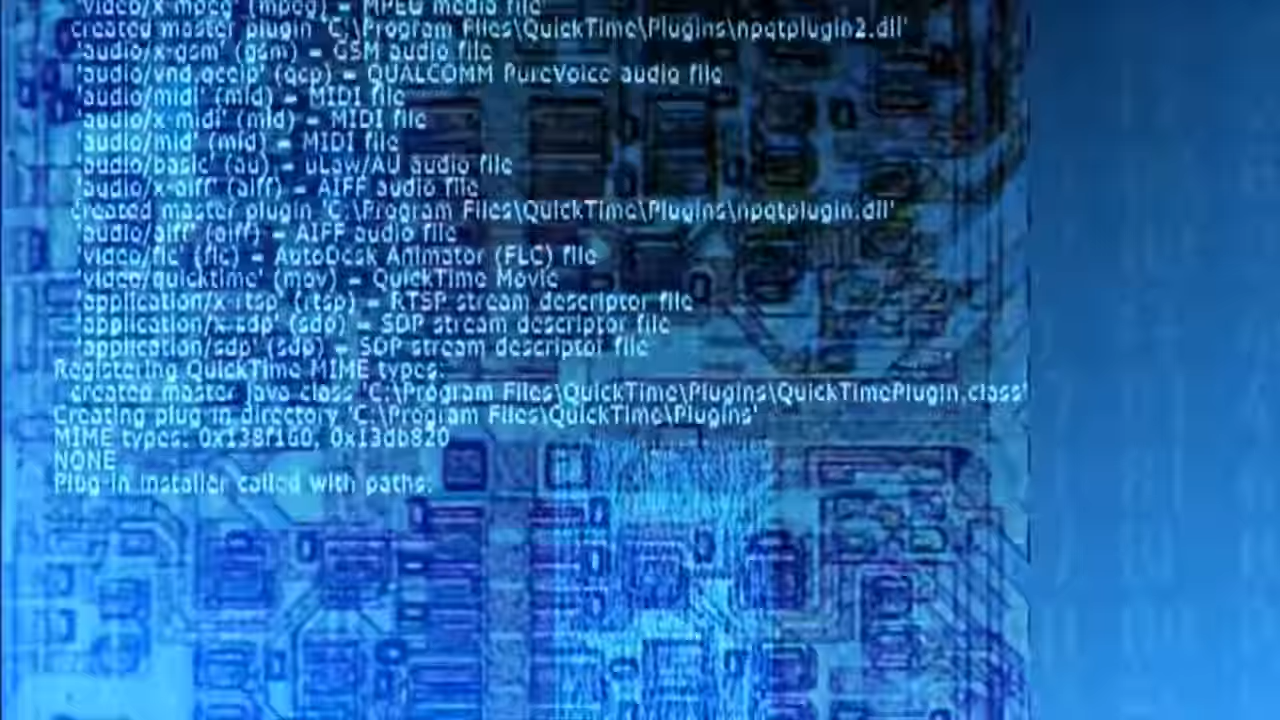 'video/x-mpeg' (mpeg) = MPEG media file'
created master plugin 'C:\Program Files\QuickTime\Plugins\npqtplugin2.dll'
'audio/x-gsm' (gsm) = GSM audio file
'audio/vnd.qcelp' (qcp) = QUALCOMM PureVoice audio file
'audio/midi' (mid) = MIDI file
'audio/x-midi' (mid) = MIDI file
'audio/mid' (mid) = MIDI file
'audio/basic' (au) = uLaw/AU audio file
'audio/x-aiff' (aiff) = AIFF audio file
created master plugin 'C:\Program Files\QuickTime\Plugins\npqtplugin.dll'
'audio/aiff' (aiff) = AIFF audio file
'video/flc' (flc) = AutoDesk Animator (FLC) file
'video/quicktime' (mov) = QuickTime Movie
'application/x-rtsp' (rtsp) = RTSP stream descriptor file
'application/x-sdp' (sdp) = SDP stream descriptor file
'application/sdp' (sdp) = SDP stream descriptor file
Registering QuickTime MIME types:
created master Java class 'C:\Program Files\QuickTime\Plugins\QuickTimePlugin.class'
Creating plug-in directory 'C:\Program Files\QuickTime\Plugins'
MIME types: 0x138f160, 0x13db820
NONE
Plug-in installer called with paths: